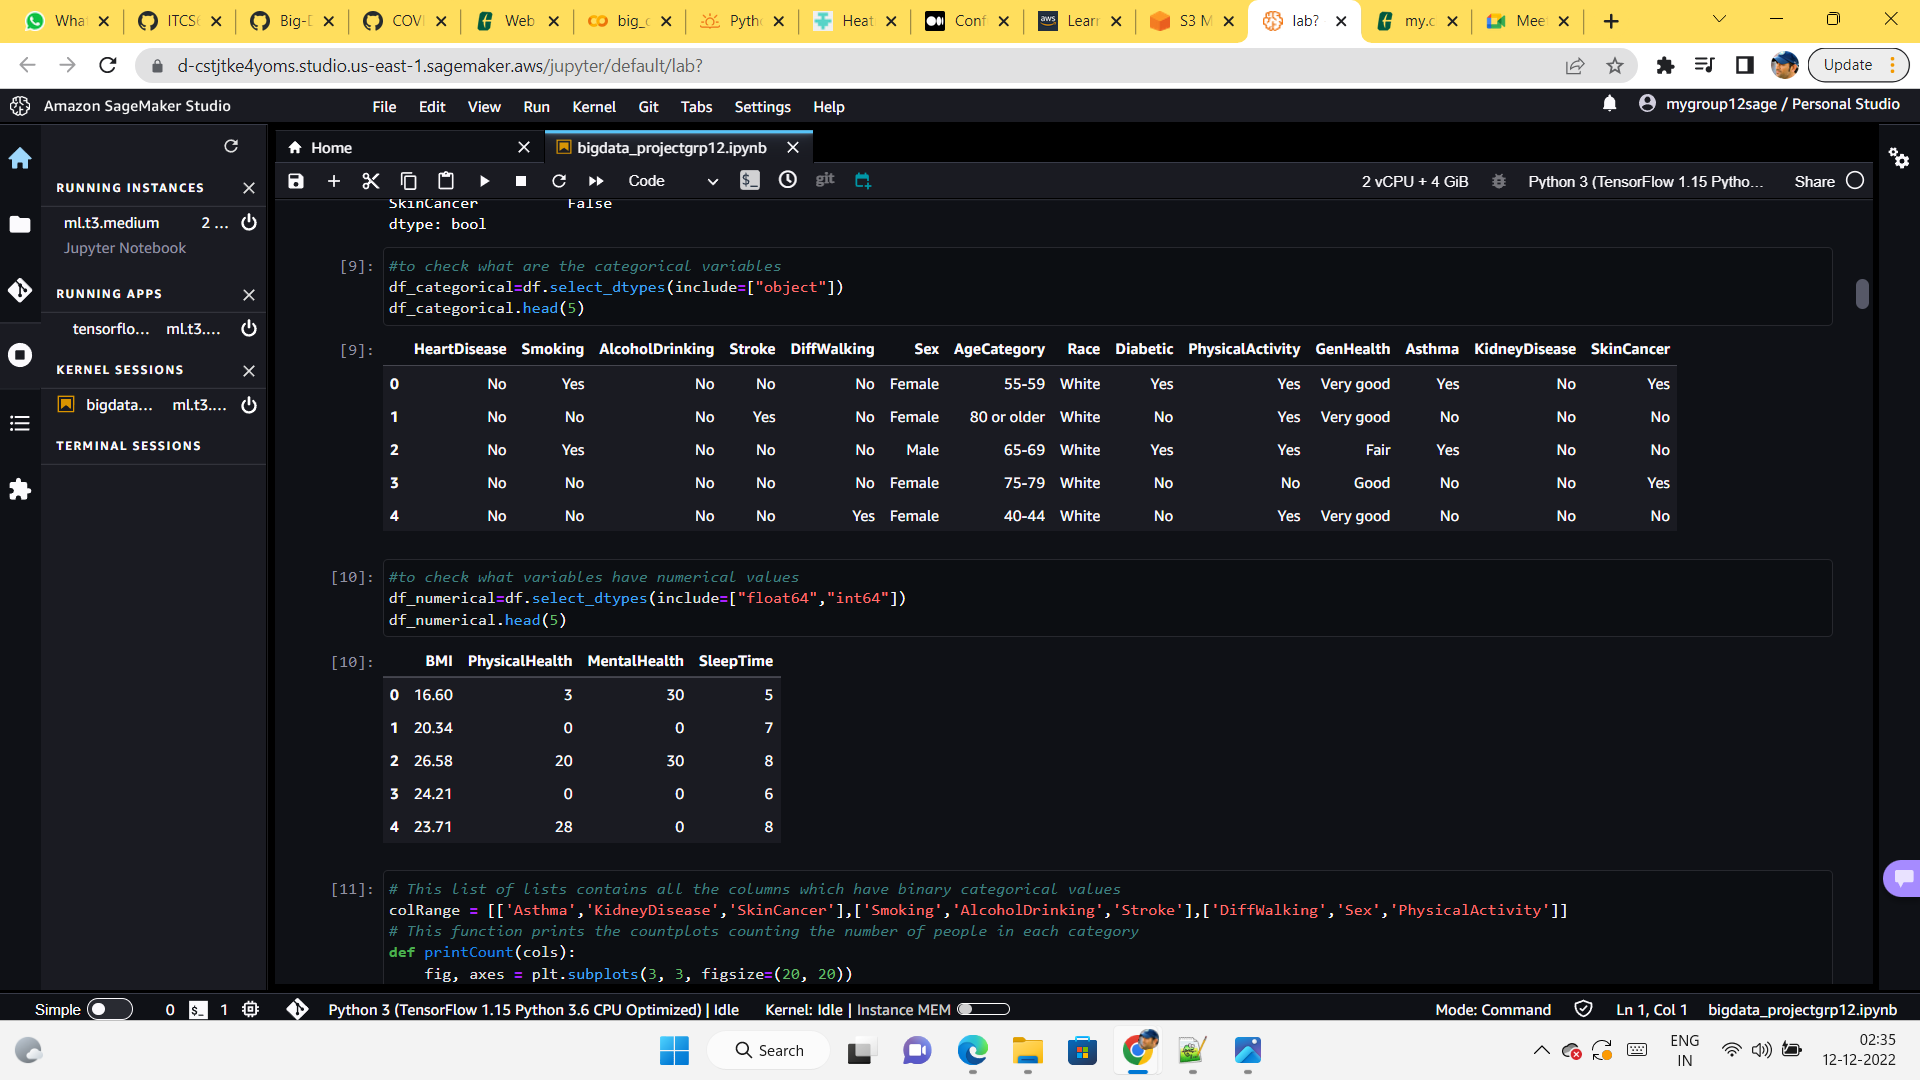 What
ITCS
Big-D
COVI
Web
big_c
Pytho
Heat
Conf
Lear
S3 M
lab?
my.c
Meet
d-cstjtke4yoms.studio.us-east-1.sagemaker.aws/jupyter/default/lab?
Update
Amazon SageMaker Studio
File Edit View Run Kernel Git Tabs Settings Help
mygroup12sage / Personal Studio
RUNNING INSTANCES
ml.t3.medium 2 ...
Jupyter Notebook
RUNNING APPS
tensorflo... ml.t3....
KERNEL SESSIONS
bigdata... ml.t3....
TERMINAL SESSIONS
Home
bigdata_projectgrp12.ipynb
Code
git
2 vCPU + 4 GiB
Python 3 (TensorFlow 1.15 Pytho...
Share
SkinCancer False
dtype: bool
[9]: #to check what are the categorical variables
df_categorical=df.select_dtypes(include=["object"])
df_categorical.head(5)
[9]: HeartDisease Smoking AlcoholDrinking Stroke DiffWalking Sex AgeCategory Race Diabetic PhysicalActivity GenHealth Asthma KidneyDisease SkinCancer
0 No Yes No No No Female 55-59 White Yes Yes Very good Yes No Yes
1 No No No Yes No Female 80 or older White No Yes Very good No No No
2 No Yes No No No Male 65-69 White Yes Yes Fair Yes No No
3 No No No No No Female 75-79 White No No Good No No Yes
4 No No No No Yes Female 40-44 White No Yes Very good No No No
[10]: #to check what variables have numerical values
df_numerical=df.select_dtypes(include=["float64","int64"])
df_numerical.head(5)
[10]: BMI PhysicalHealth MentalHealth SleepTime
0 16.60 3 30 5
1 20.34 0 0 7
2 26.58 20 30 8
3 24.21 0 0 6
4 23.71 28 0 8
[11]: # This list of lists contains all the columns which have binary categorical values
colRange = [['Asthma','KidneyDisease','SkinCancer'],['Smoking','AlcoholDrinking','Stroke'],['DiffWalking','Sex','PhysicalActivity']]
# This function prints the countplots counting the number of people in each category
def printCount(cols):
fig, axes = plt.subplots(3, 3, figsize=(20, 20))
Simple 0 $_ 1 Python 3 (TensorFlow 1.15 Python 3.6 CPU Optimized) | Idle Kernel: Idle | Instance MEM
Mode: Command Ln 1, Col 1 bigdata_projectgrp12.ipynb
Search
ENG
IN
02:35
12-12-2022